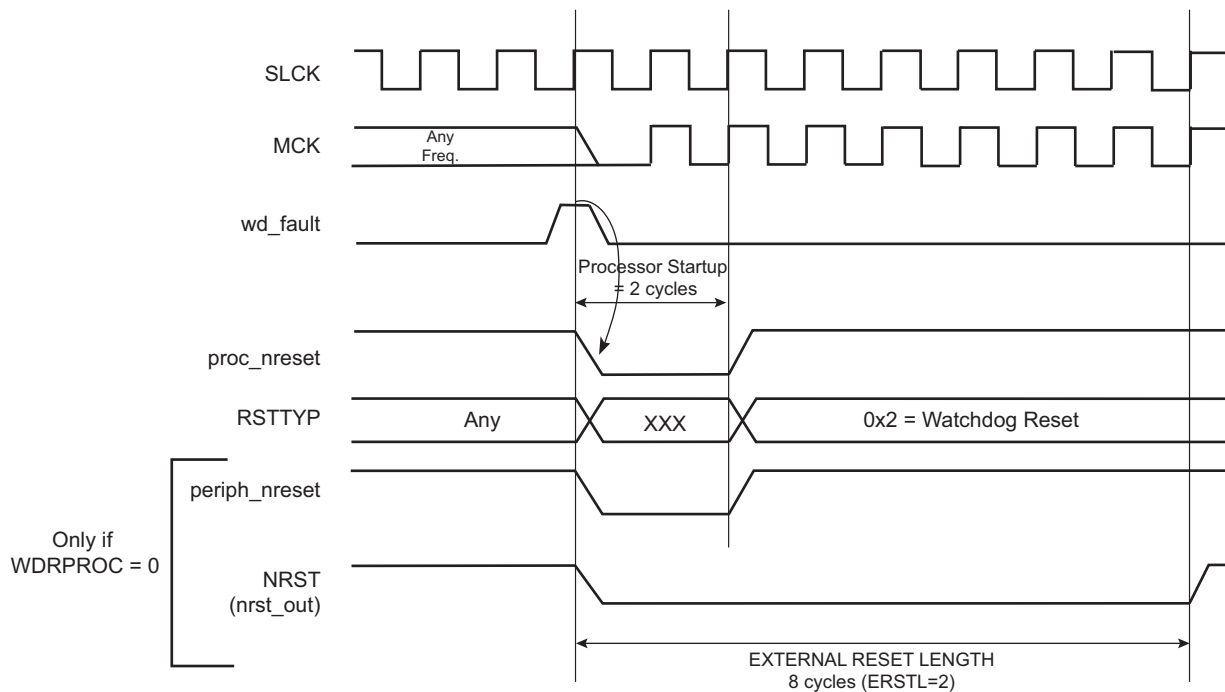 SLCK
MCK
Any
Freq.
wd_fault
Processor Startup
= 2 cycles
proc_nreset
RSTTYP
Any
XXX
0x2 = Watchdog Reset
periph_nreset
Only if
WDRPROC = 0
NRST
(nrst_out)
EXTERNAL RESET LENGTH
8 cycles (ERSTL=2)